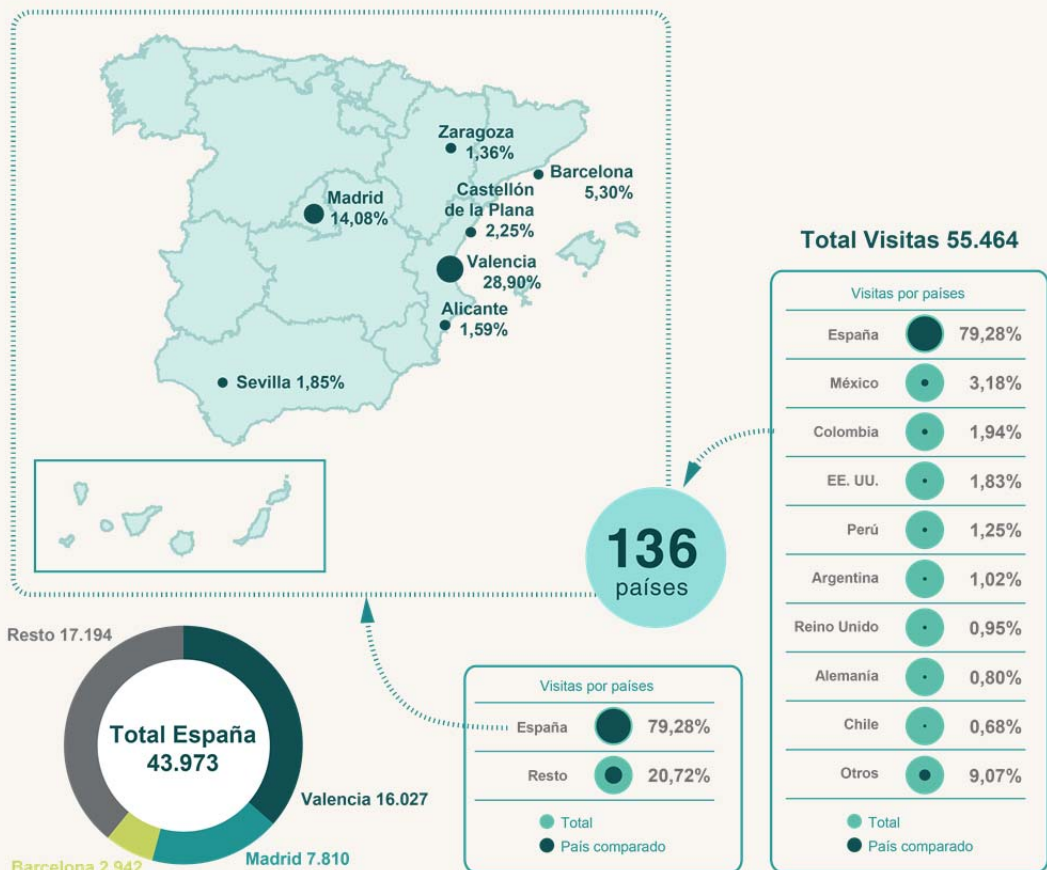 Zaragoza
1,36%
Barcelona
5,30%
Madrid
14,08%
Castellón
de la Plana
2,25%
Valencia
28,90%
Alicante
1,59%
Sevilla 1,85%
136
países
Total Visitas 55.464
Visitas por países
España 79,28%
México 3,18%
Colombia 1,94%
EE. UU. 1,83%
Perú 1,25%
Argentina 1,02%
Reino Unido 0,95%
Alemania 0,80%
Chile 0,68%
Otros 9,07%
Total
País comparado
Resto 17.194
Total España
43.973
Valencia 16.027
Madrid 7.810
Barcelona 2.942
Visitas por países
España 79,28%
Resto 20,72%
Total
País comparado